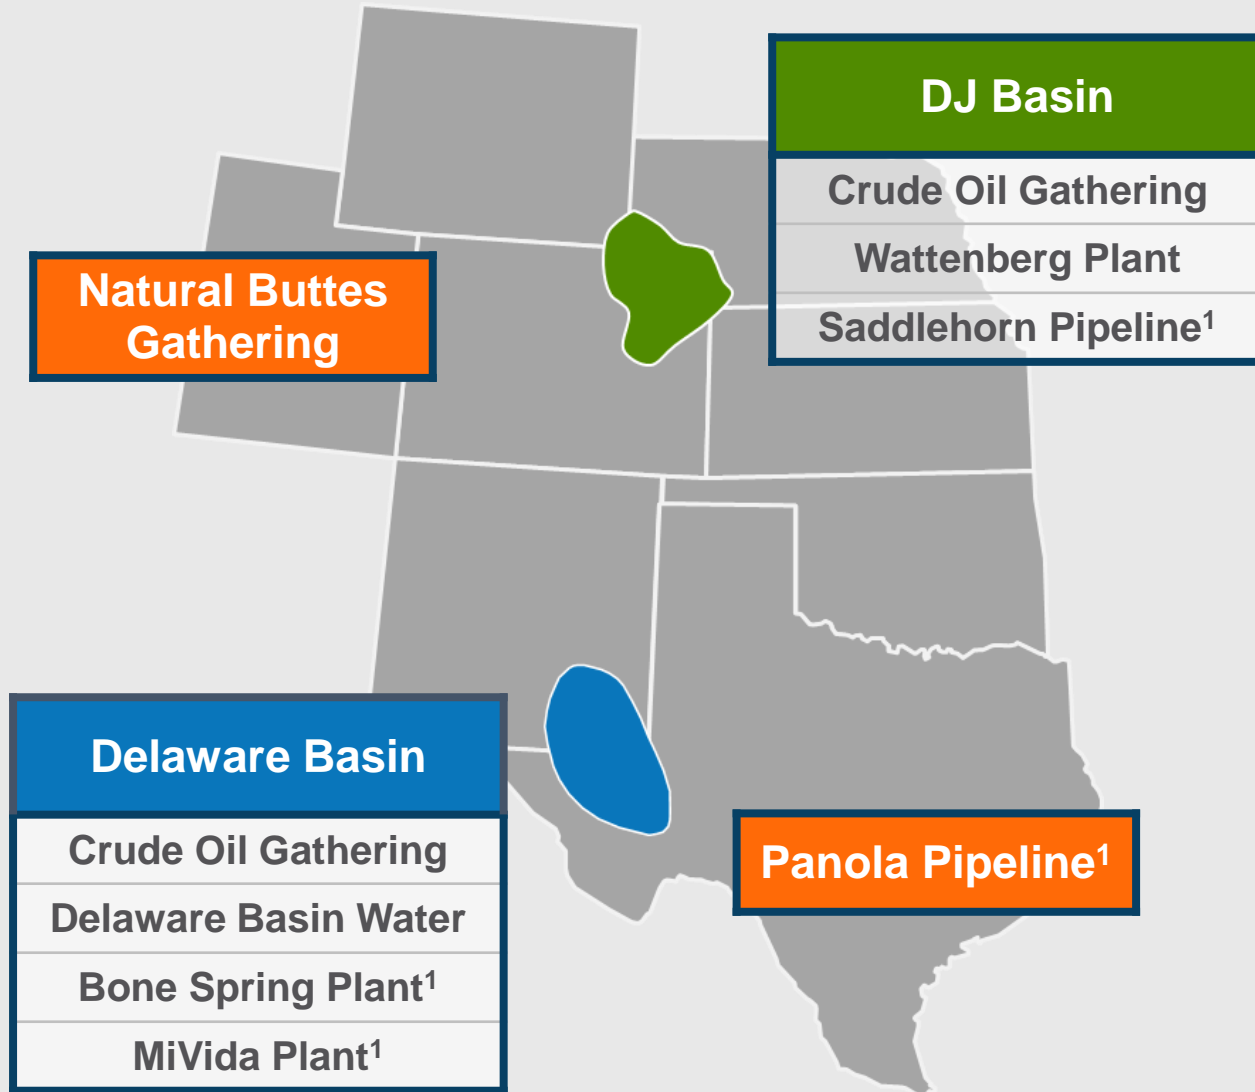 DJ Basin
Crude Oil Gathering
Wattenberg Plant
Saddlehorn Pipeline¹
Natural Buttes
Gathering
Delaware Basin
Crude Oil Gathering
Delaware Basin Water
Bone Spring Plant¹
MiVida Plant¹
Panola Pipeline¹